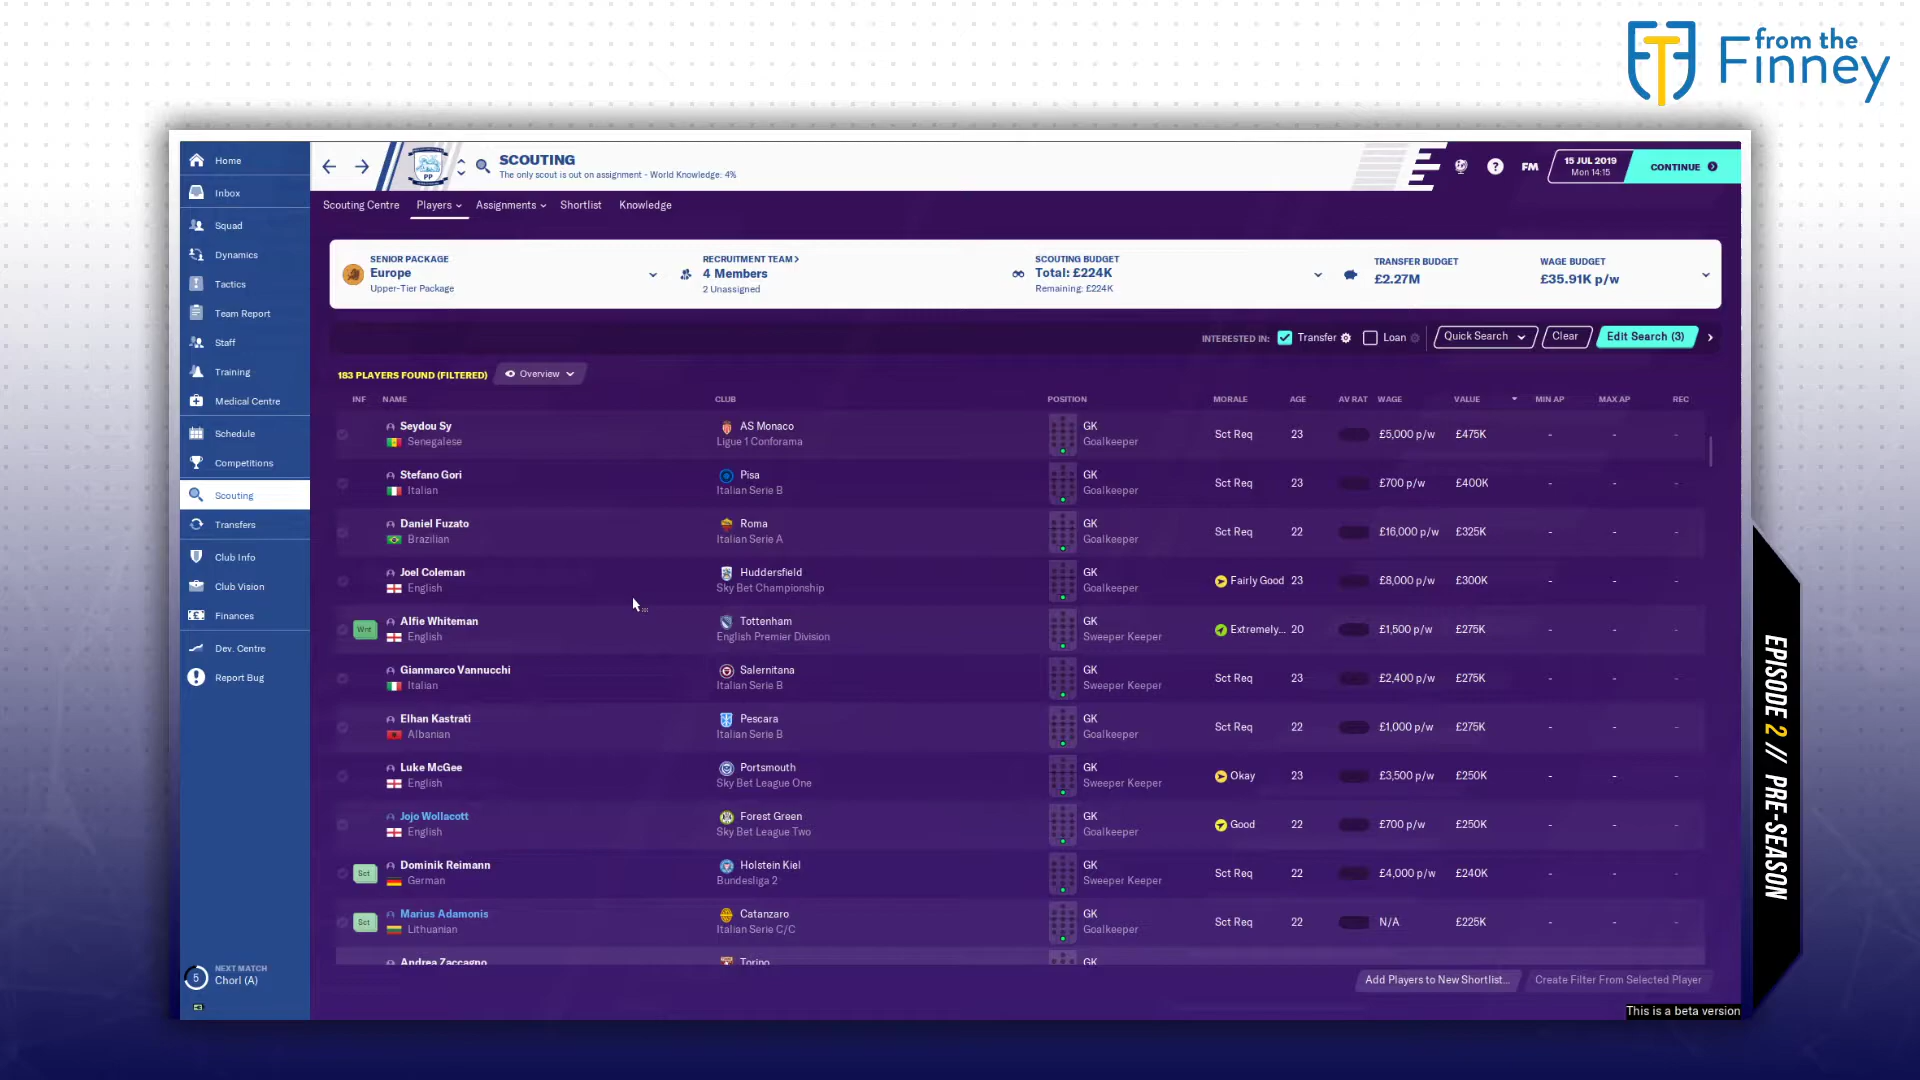 from the
Finney
Home
Inbox
Squad
Dynamics
Tactics
Team Report
Staff
Training
Medical Centre
Schedule
Competitions
Scouting
Transfers
Club Info
Club Vision
Finances
Dev. Centre
Report Bug
5
NEXT MATCH
Chorl (A)
PP
SCOUTING
The only scout is out on assignment - World Knowledge: 4%
?
FM
15 JUL 2019
Mon 14:15
CONTINUE
Scouting Centre Players Assignments Shortlist Knowledge
SENIOR PACKAGE
Europe
Upper-Tier Package
RECRUITMENT TEAM
4 Members
2 Unassigned
SCOUTING BUDGET
Total: £224K
Remaining: £224K
TRANSFER BUDGET
£2.27M
WAGE BUDGET
£35.91K p/w
INTERESTED IN: Transfer Loan Quick Search Clear Edit Search (3)
183 PLAYERS FOUND (FILTERED) Overview
INF NAME CLUB POSITION MORALE AGE AV RAT WAGE VALUE MIN AP MAX AP REC
Seydou Sy AS Monaco GK
Senegalese Ligue 1 Conforama Goalkeeper Sct Req 23 £5,000 p/w £475K - - -
Stefano Gori Pisa GK
Italian Italian Serie B Goalkeeper Sct Req 23 £700 p/w £400K - - -
Daniel Fuzato Roma GK
Brazilian Italian Serie A Goalkeeper Sct Req 22 £16,000 p/w £325K - - -
Joel Coleman Huddersfield GK
English Sky Bet Championship Goalkeeper Fairly Good 23 £8,000 p/w £300K - - -
Wnt Alfie Whiteman Tottenham GK
English English Premier Division Sweeper Keeper Extremely... 20 £1,500 p/w £275K - - -
Gianmarco Vannucchi Salernitana GK
Italian Italian Serie B Sweeper Keeper Sct Req 23 £2,400 p/w £275K - - -
Elhan Kastrati Pescara GK
Albanian Italian Serie B Goalkeeper Sct Req 22 £1,000 p/w £275K - - -
Luke McGee Portsmouth GK
English Sky Bet League One Sweeper Keeper Okay 23 £3,500 p/w £250K - - -
Jojo Wollacott Forest Green GK
English Sky Bet League Two Goalkeeper Good 22 £700 p/w £250K - - -
Sct Dominik Reimann Holstein Kiel GK
German Bundesliga 2 Sweeper Keeper Sct Req 22 £4,000 p/w £240K - - -
Sct Marius Adamonis Catanzaro GK
Lithuanian Italian Serie C/C Goalkeeper Sct Req 22 N/A £225K - - -
Andrea Zaccagno Torino GK
Add Players to New Shortlist... Create Filter From Selected Player
This is a beta version
EPISODE 2 // PRE-SEASON